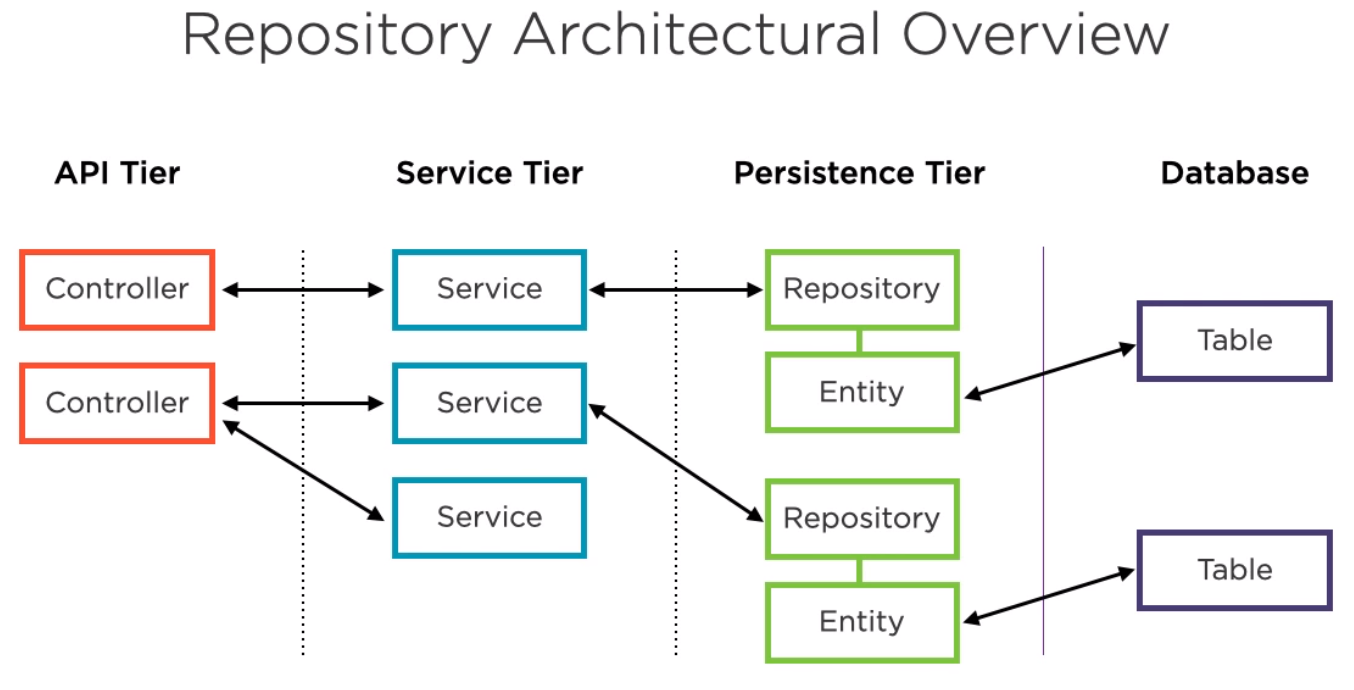 Repository Architectural Overview
API Tier
Service Tier
Persistence Tier
Database
Controller
Service
Repository
Table
Entity
Controller
Service
Service
Repository
Table
Entity